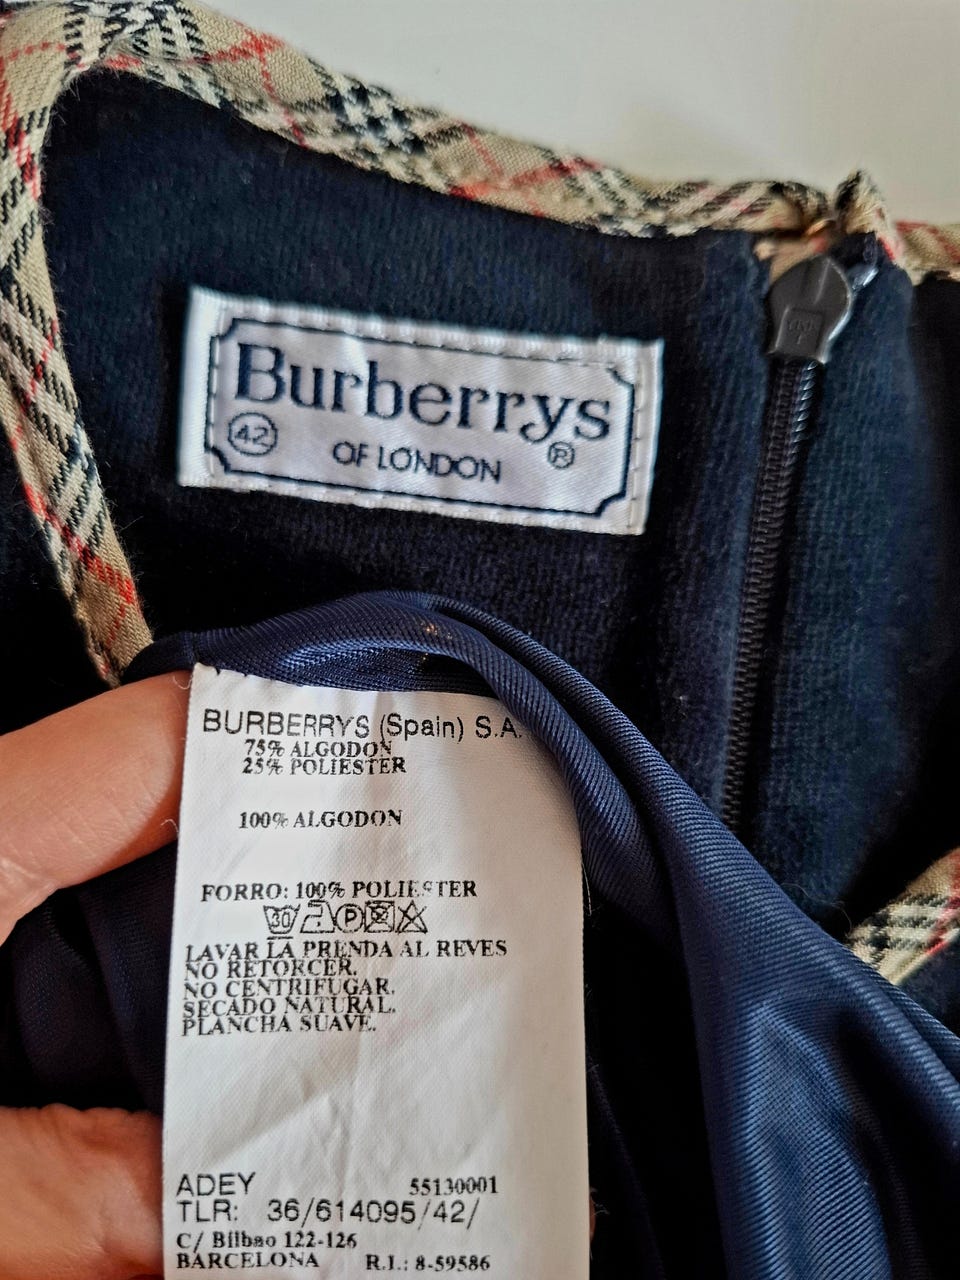 Burberrys
42
OF LONDON ®
BURBERRYS (Spain) S.A.
75% ALGODON
25% POLIESTER
100% ALGODON
FORRO: 100% POLIESTER
30 P
LAVAR LA PRENDA AL REVES
NO RETORCER.
NO CENTRIFUGAR.
SECADO NATURAL.
PLANCHA SUAVE.
ADEY 55130001
TLR: 36/614095/42/
C/ Bilbao 122-126
BARCELONA R.I.: 8-59586